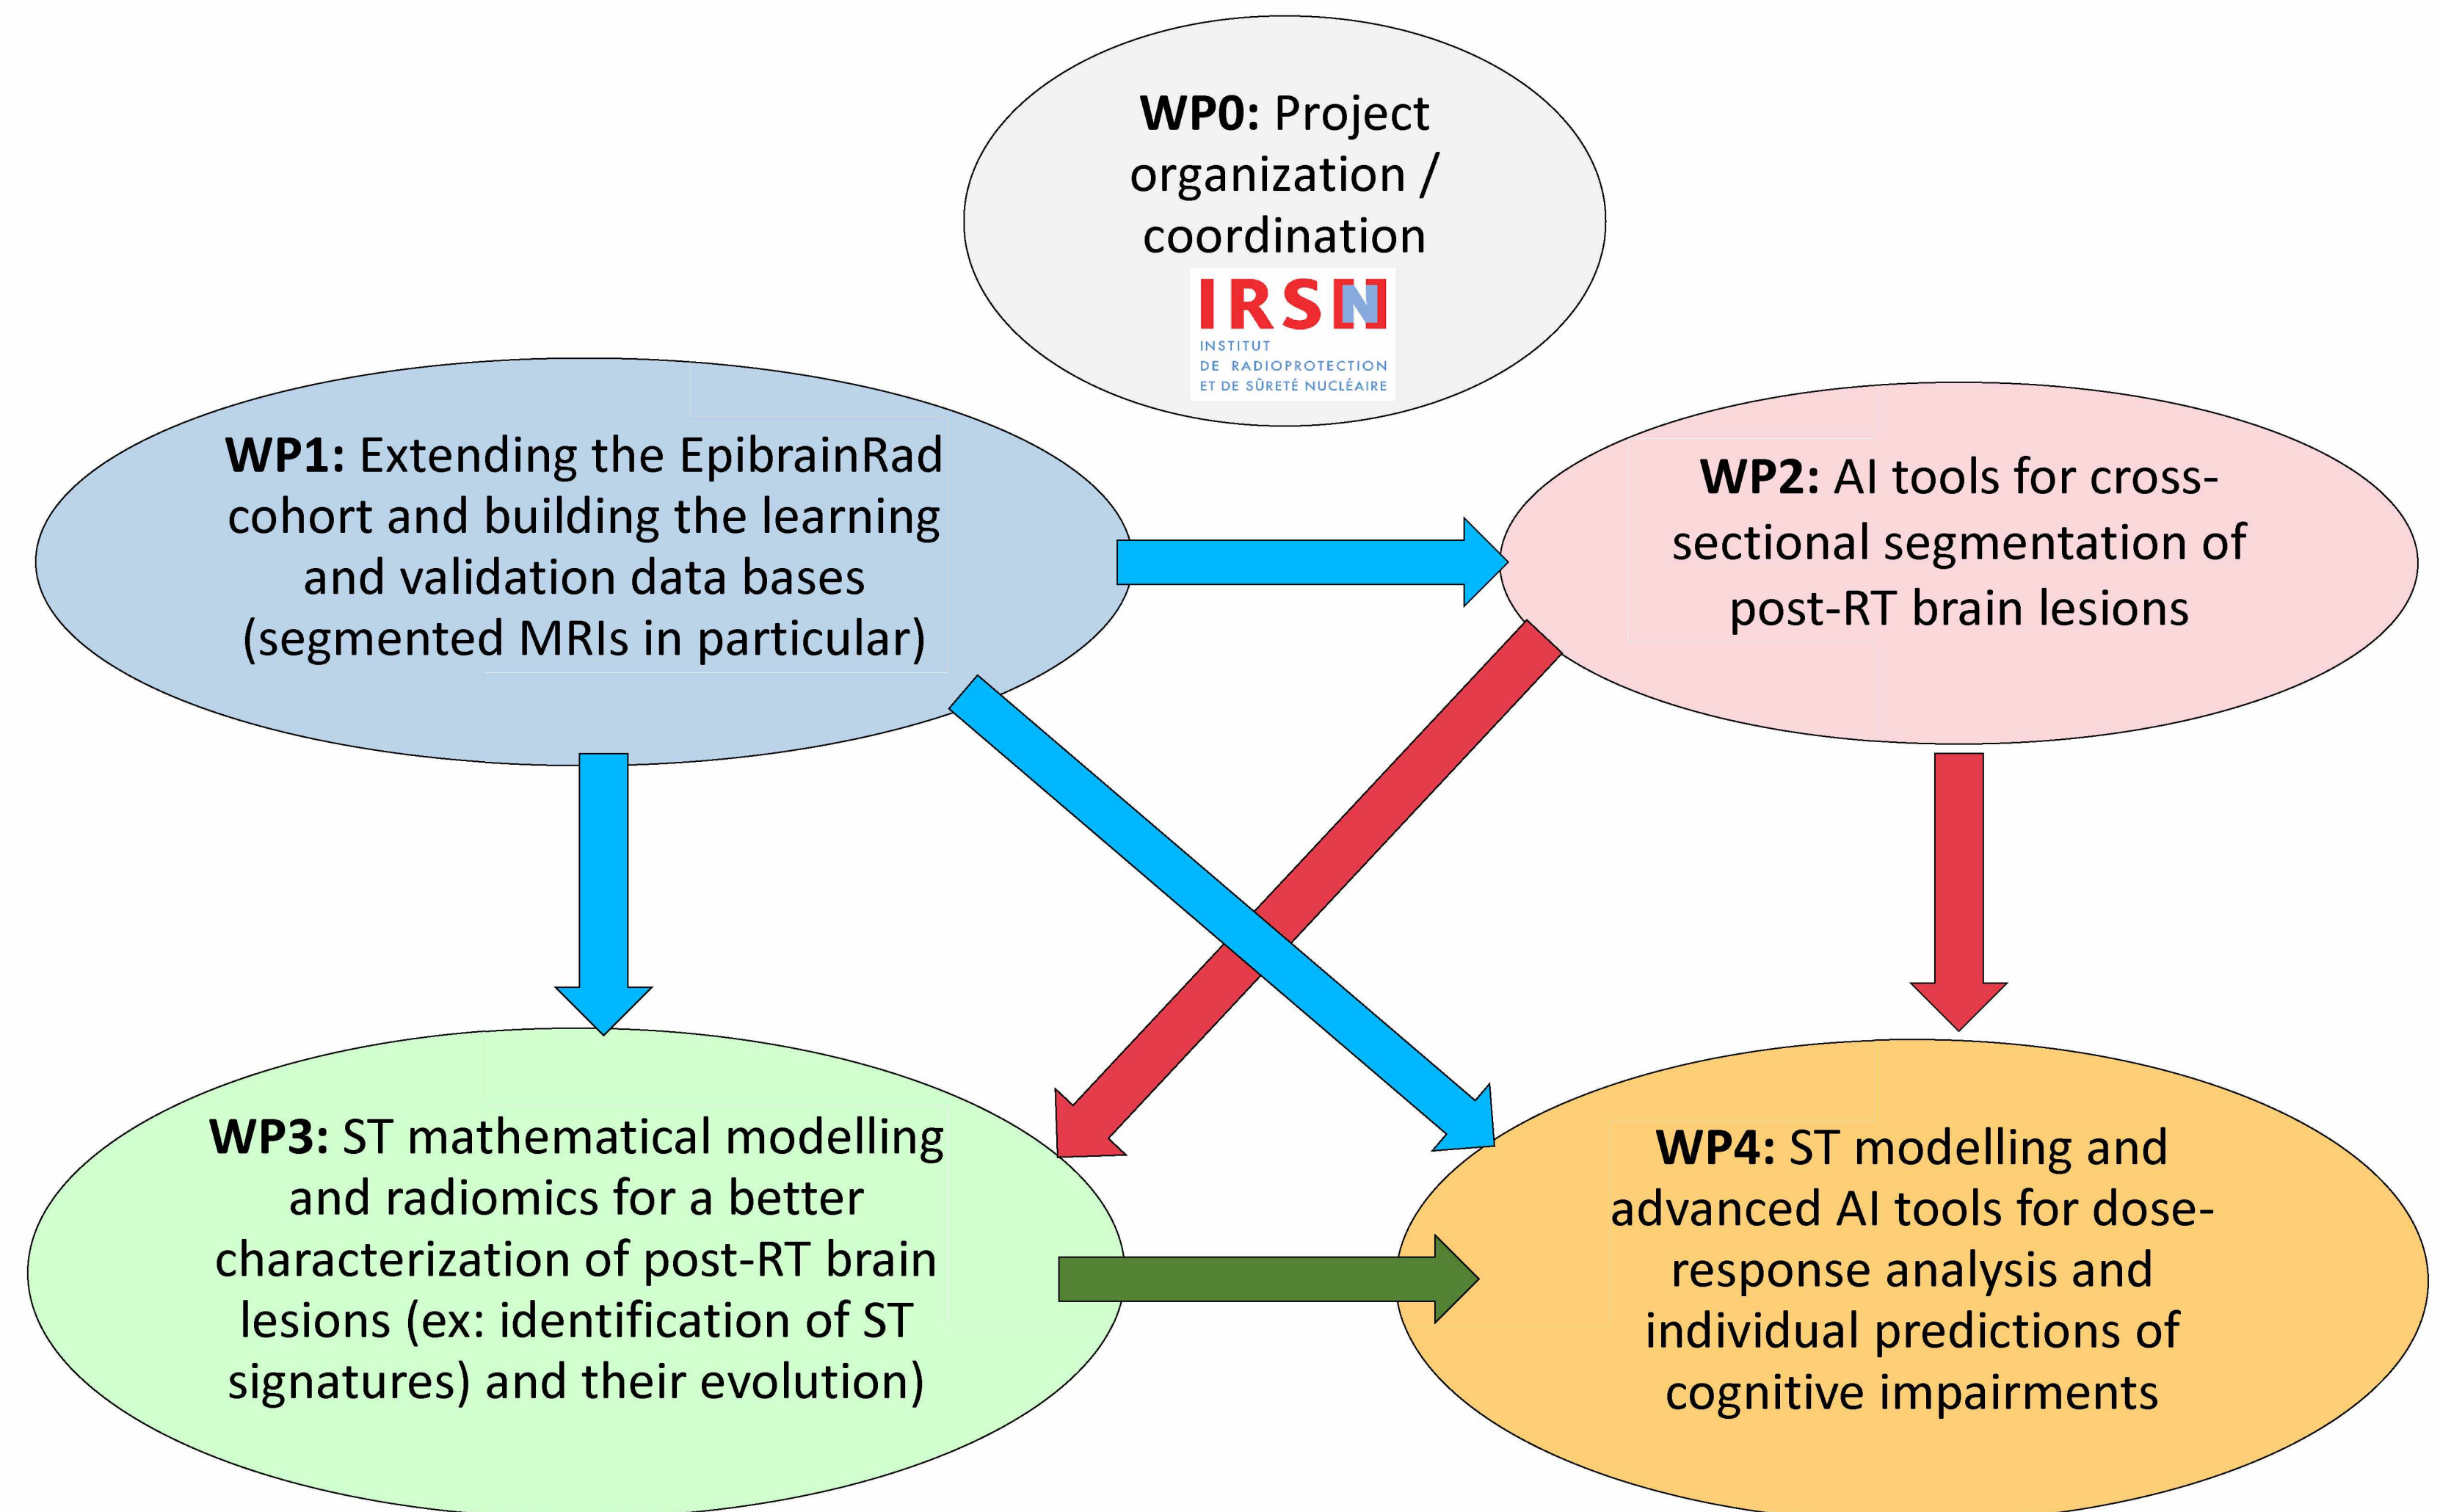 WP0: Project
organization /
coordination
IRSN
INSTITUT
DE RADIOPROTECTION
ET DE SÛRETÉ NUCLÉAIRE
WP1: Extending the EpibrainRad
cohort and building the learning
and validation data bases
(segmented MRIs in particular)
WP2: AI tools for cross-
sectional segmentation of
post-RT brain lesions
WP3: ST mathematical modelling
and radiomics for a better
characterization of post-RT brain
lesions (ex: identification of ST
signatures) and their evolution)
WP4: ST modelling and
advanced AI tools for dose-
response analysis and
individual predictions of
cognitive impairments